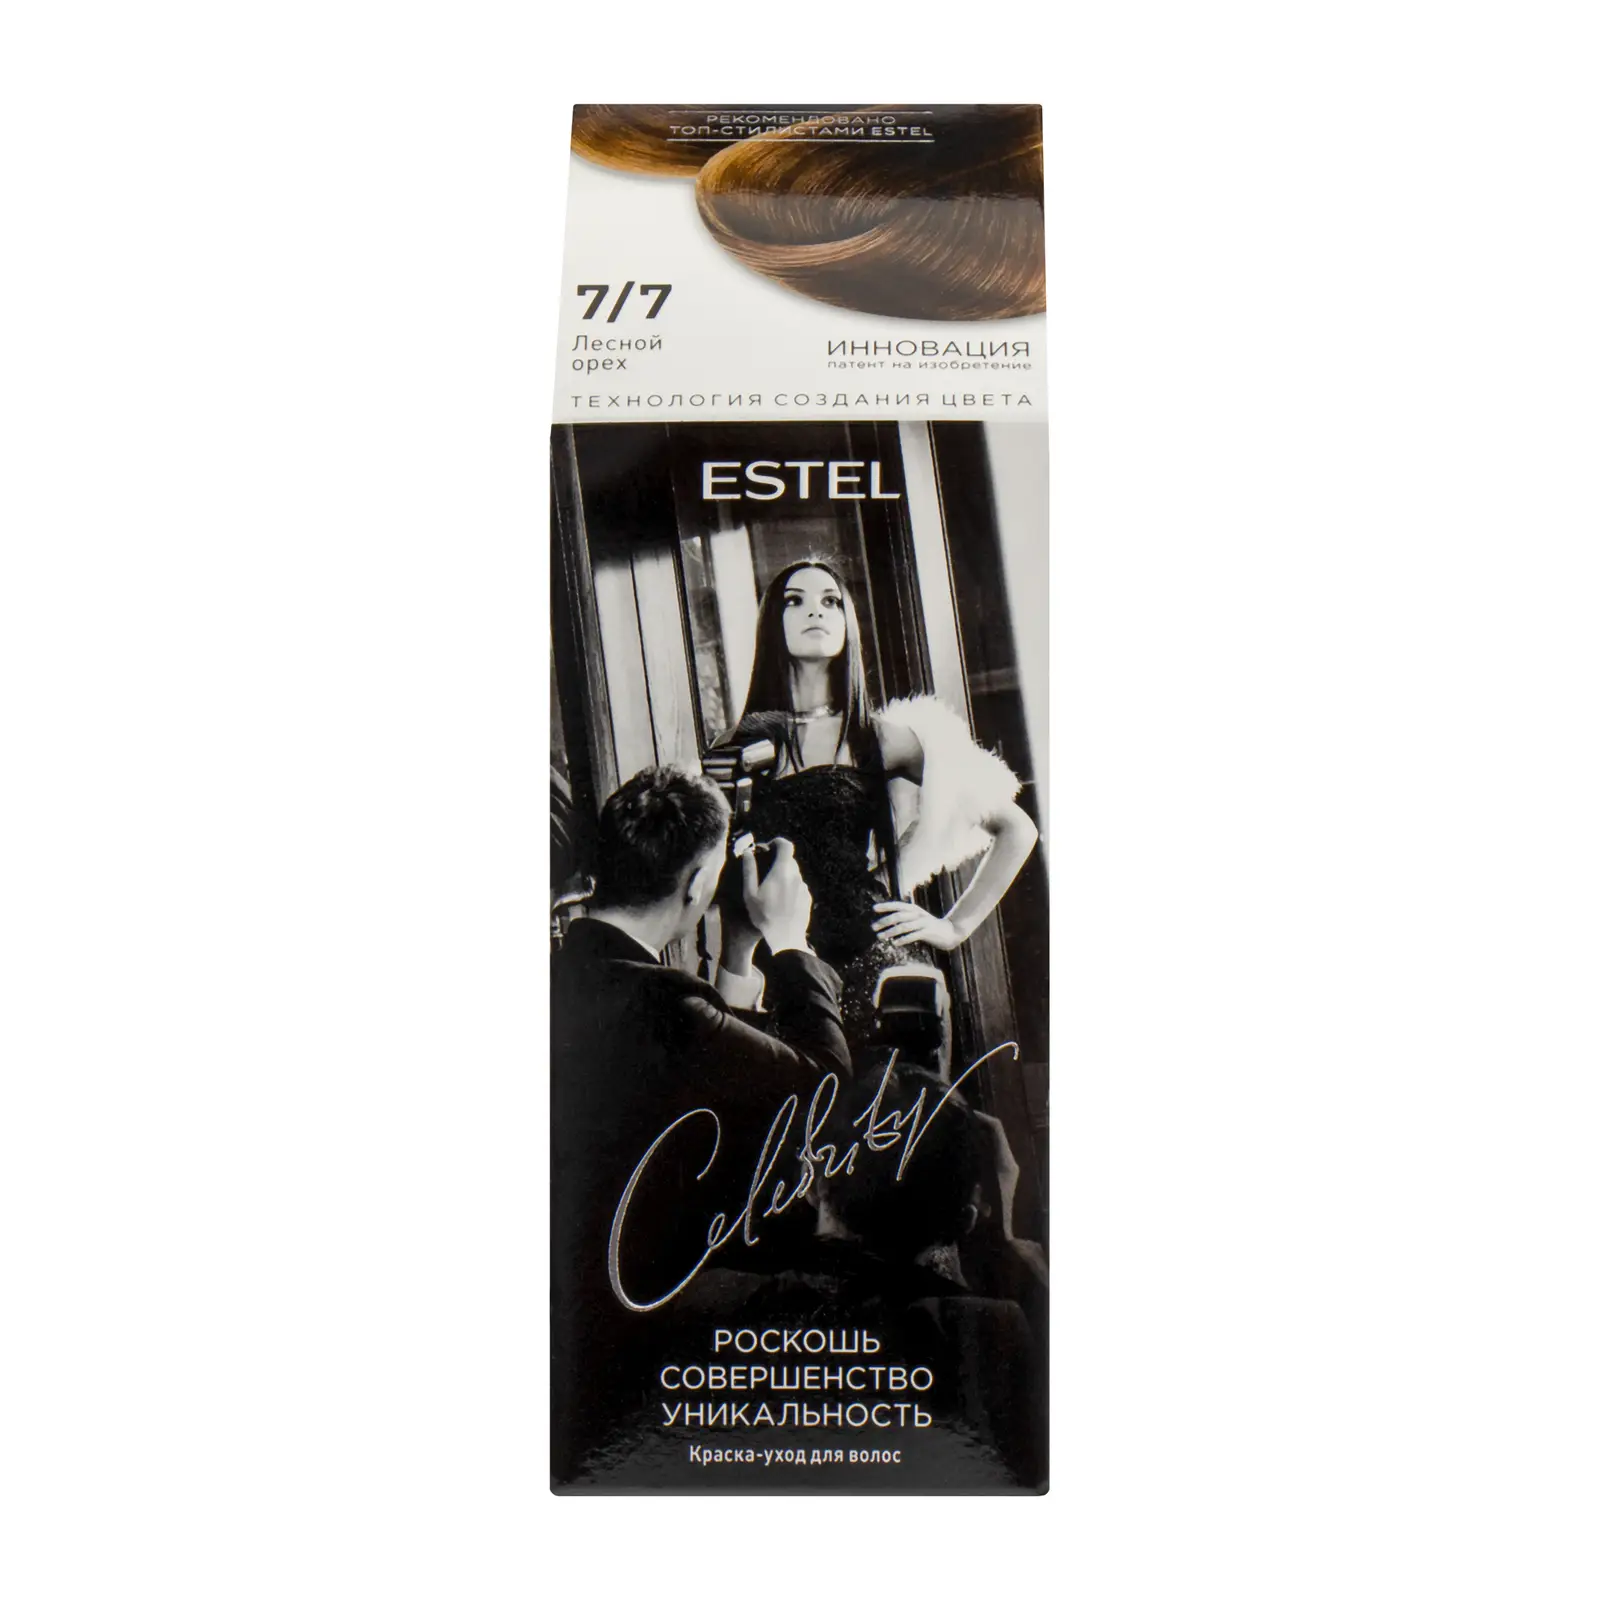 РЕКОМЕНДОВАНО
ТОП-СТИЛИСТАМИ ESTEL
7/7
Лесной
орех
ИННОВАЦИЯ
патент на изобретение
ТЕХНОЛОГИЯ СОЗДАНИЯ ЦВЕТА
ESTEL
Celebrity
РОСКОШЬ
СОВЕРШЕНСТВО
УНИКАЛЬНОСТЬ
Краска-уход для волос